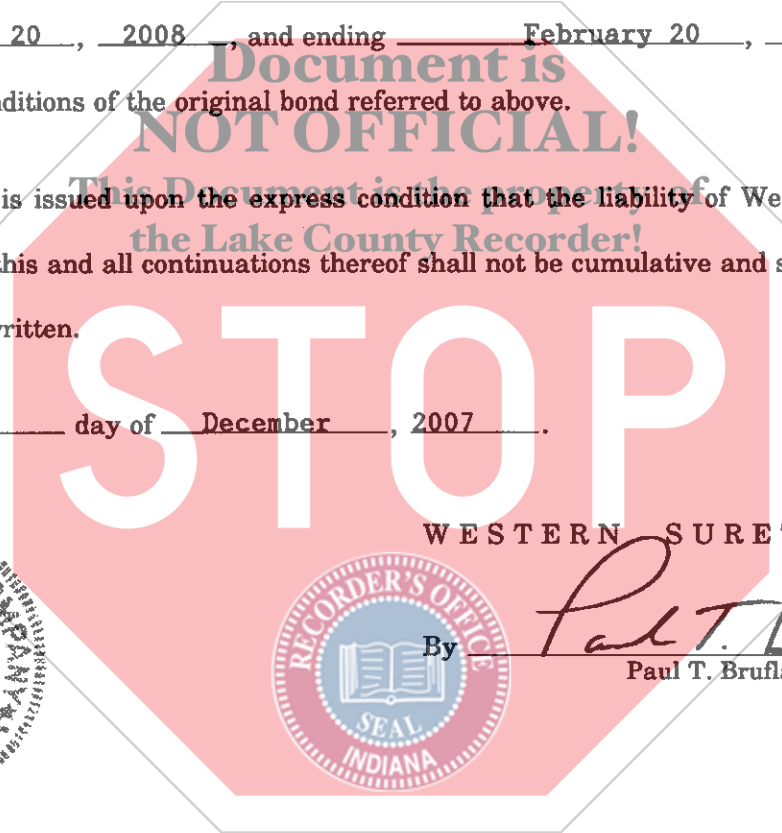 20 , 2008 , and ending February 20 ,
Document is
nditions of the original bond referred to above.
NOT OFFICIAL!
is issued upon the express condition that the liability of We
This Document is the property of
the Lake County Recorder!
this and all continuations thereof shall not be cumulative and s
ritten.
STOP
day of December , 2007 .
WESTERN SURE
RECORDER'S OFFICE
SEAL
INDIANA
By Paul T.
Paul T. Brufla